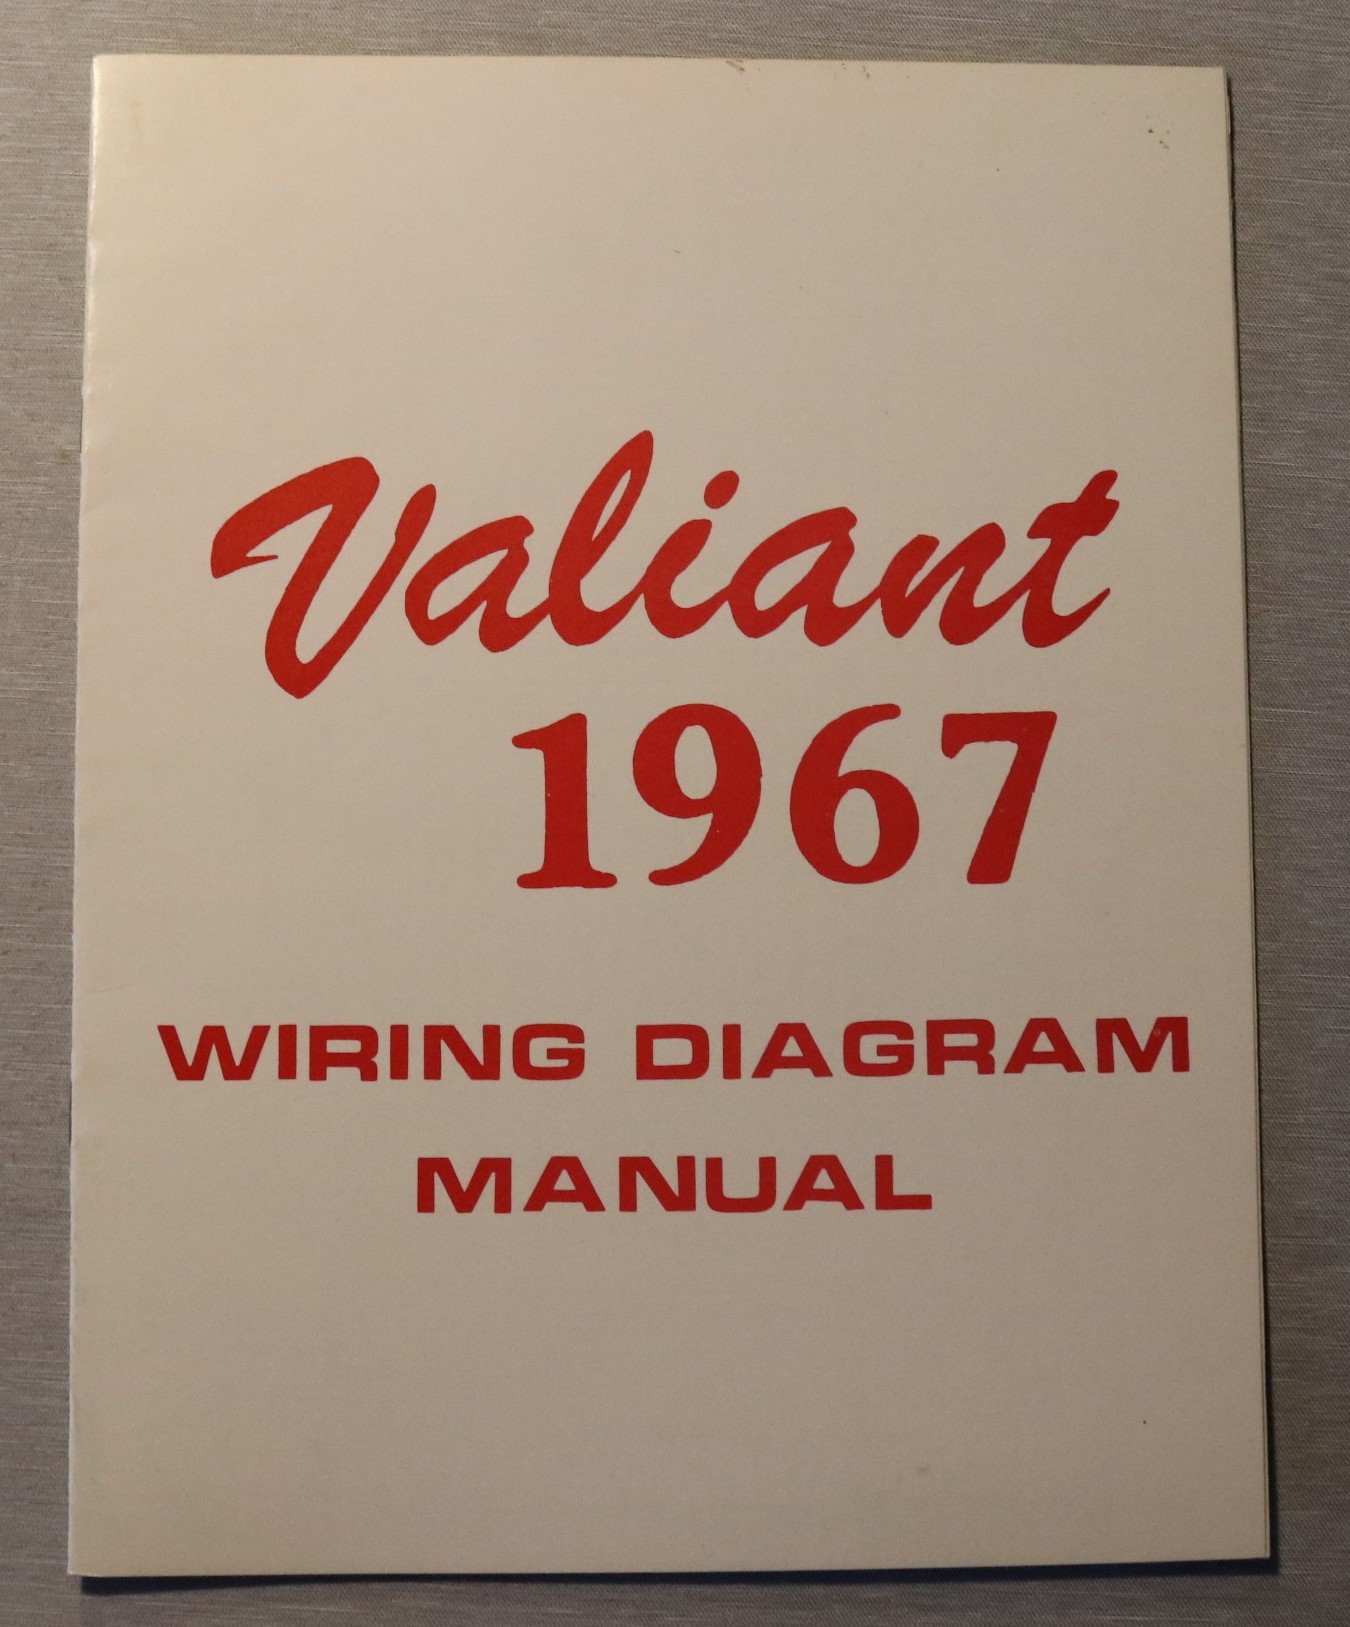 Valiant
1967
WIRING DIAGRAM
MANUAL